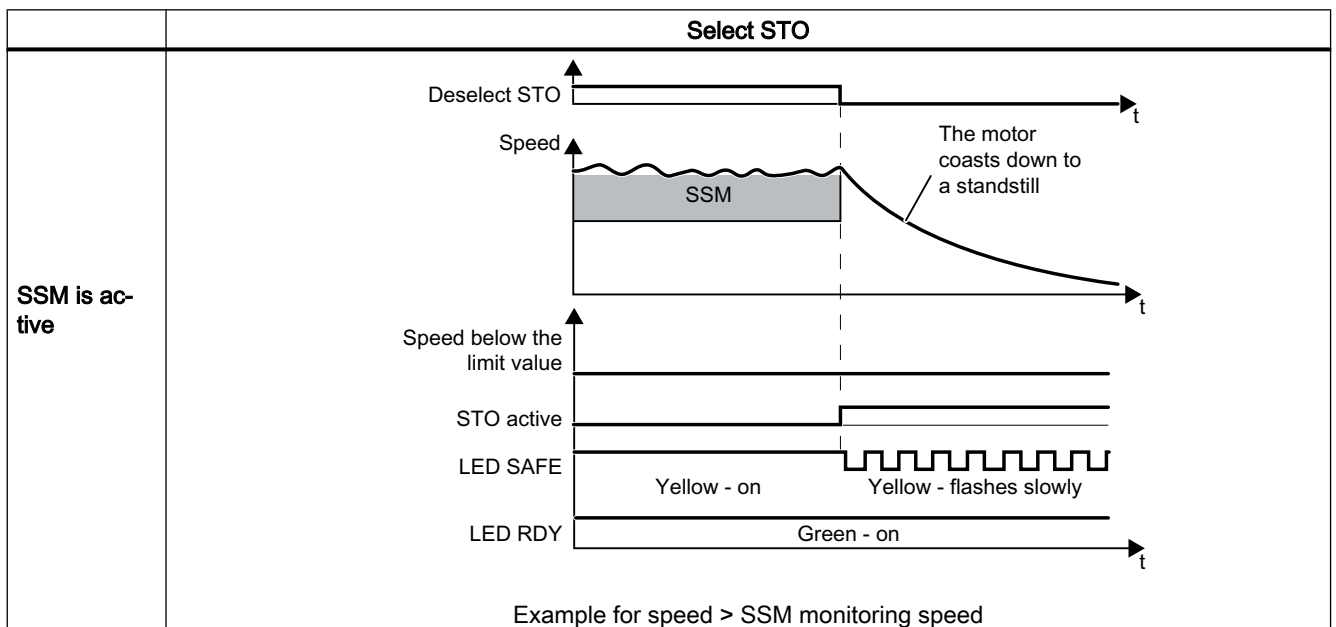 Select STO
SSM is ac-
tive
Deselect STO
t
Speed
The motor
coasts down to
a standstill
SSM
t
Speed below the
limit value
STO active
LED SAFE
Yellow - on
Yellow - flashes slowly
LED RDY
Green - on
t
Example for speed > SSM monitoring speed